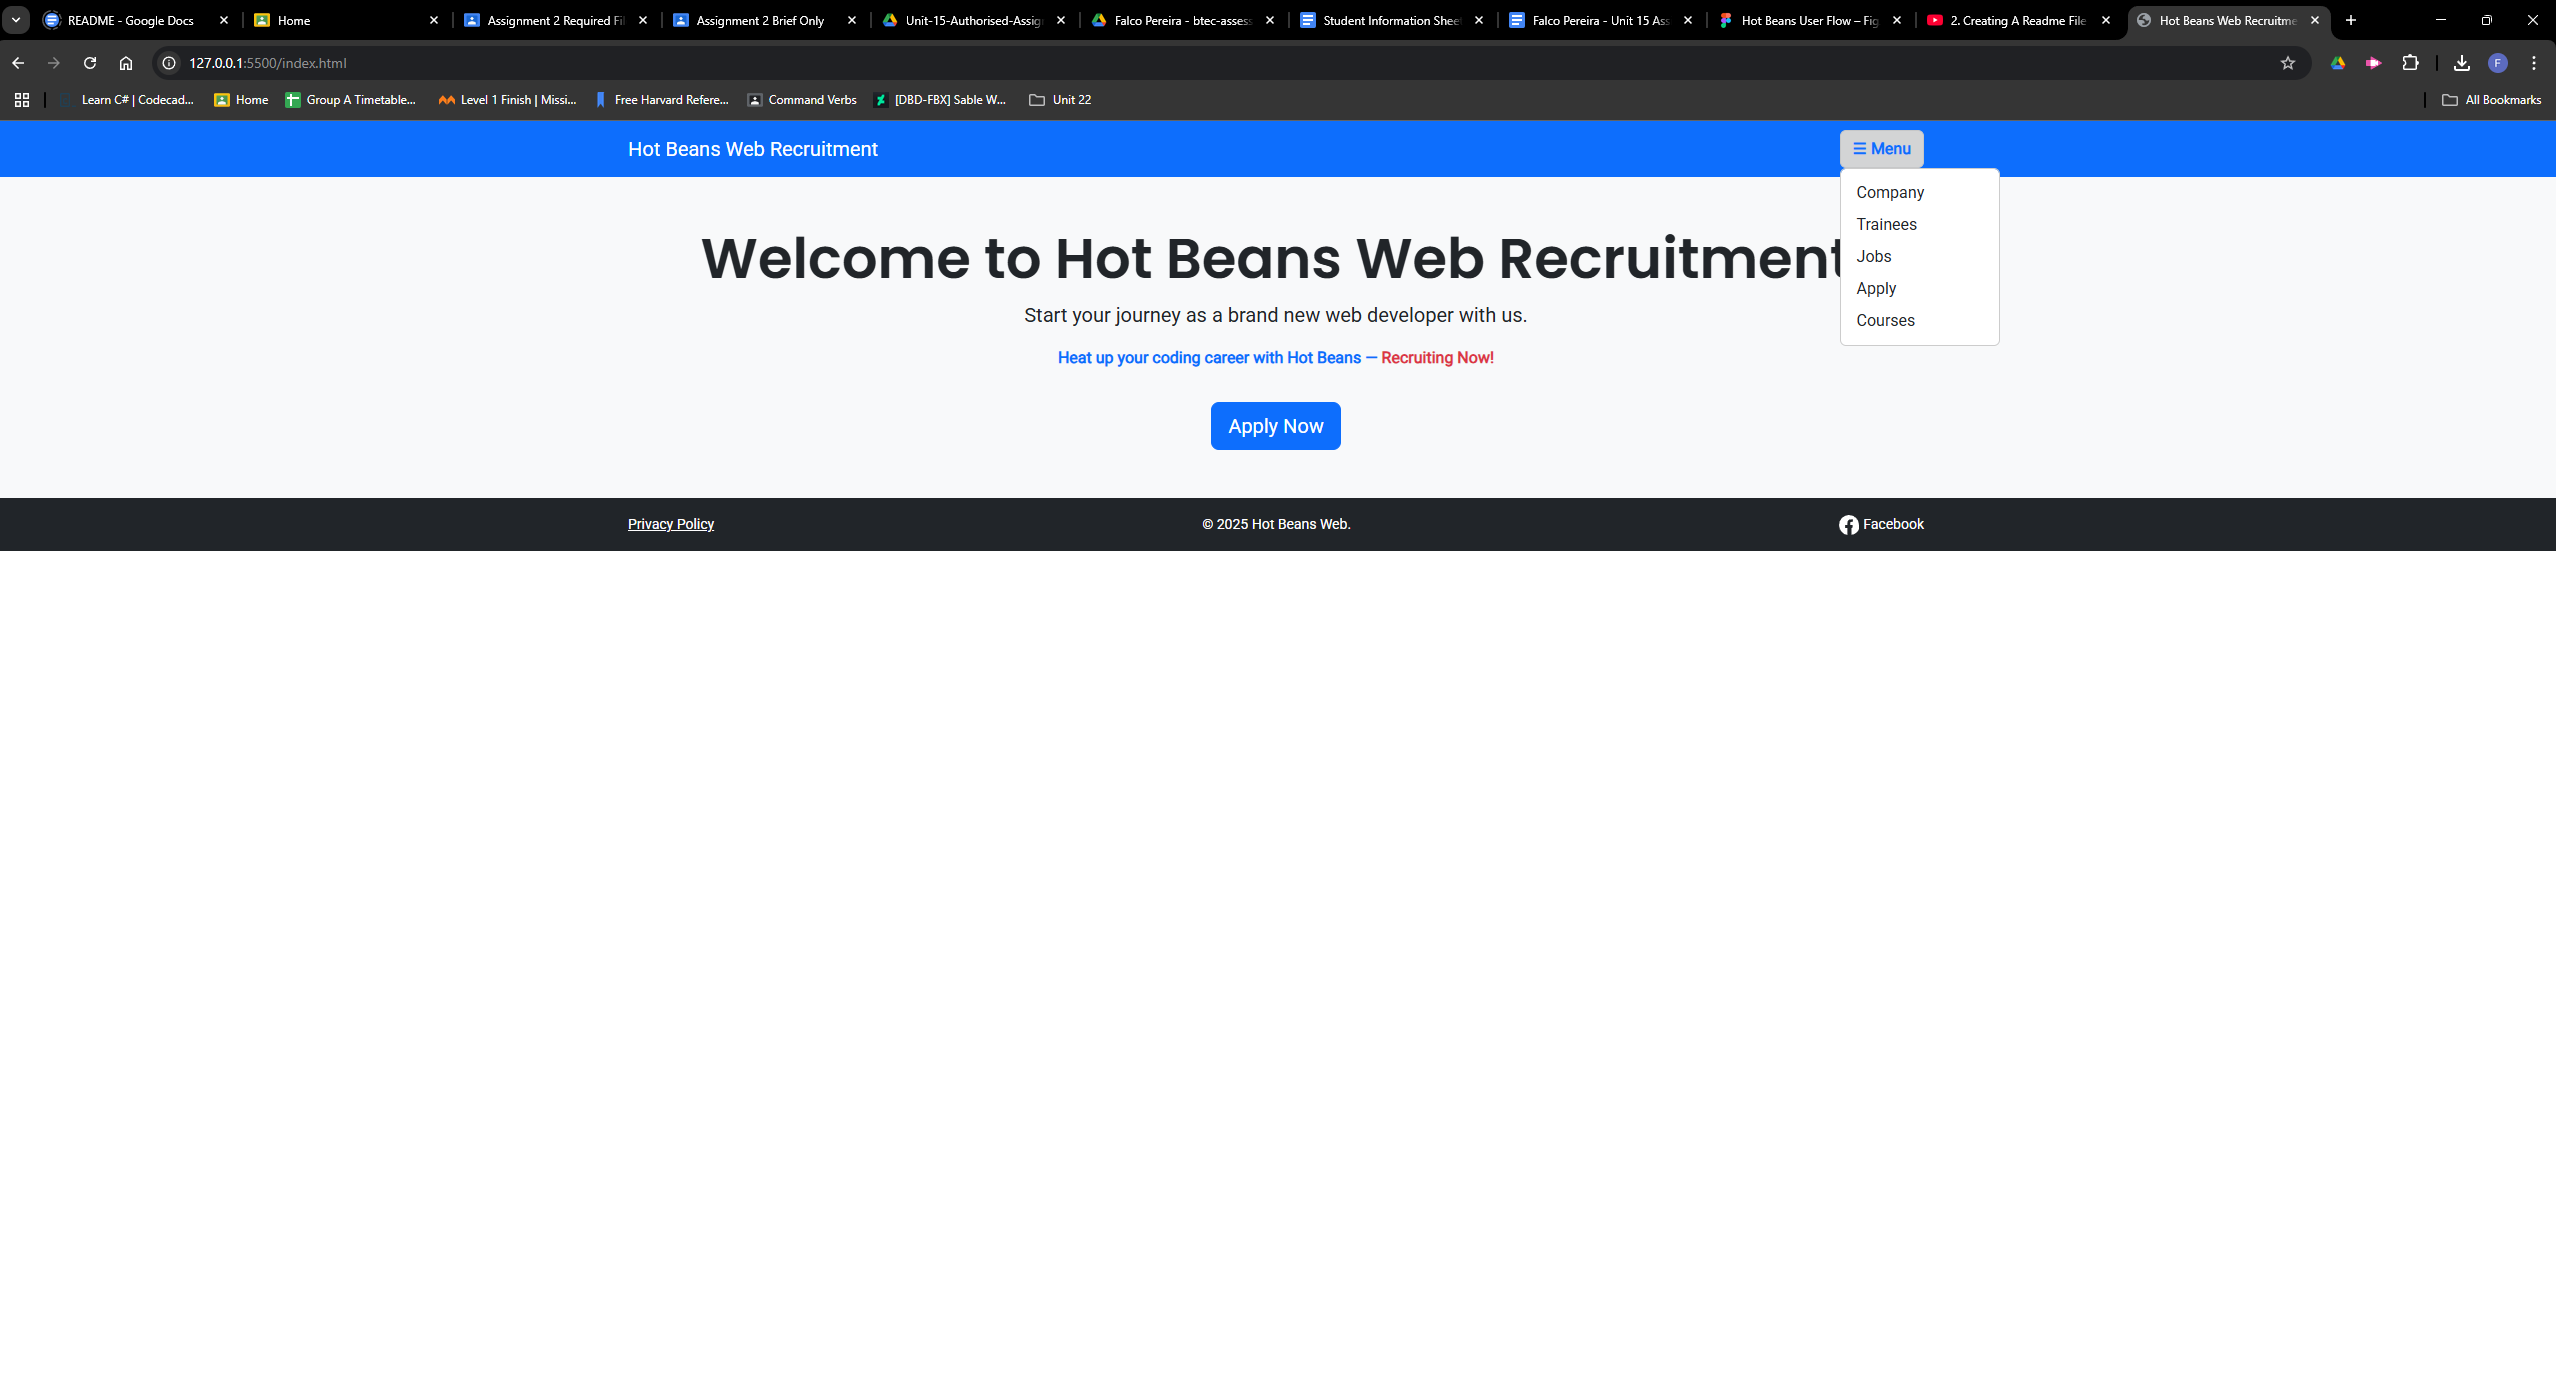 README - Google Docs
Home
Assignment 2 Required Fil
Assignment 2 Brief Only
Unit-15-Authorised-Assig
Falco Pereira - btec-assess
Student Information Sheet
Falco Pereira - Unit 15 Ass
Hot Beans User Flow – Fig
2. Creating A Readme File
Hot Beans Web Recruitme
127.0.0.1:5500/index.html
F
Learn C# | Codecad...
Home
Group A Timetable...
Level 1 Finish | Missi...
Free Harvard Refere...
Command Verbs
[DBD-FBX] Sable W...
Unit 22
All Bookmarks
Hot Beans Web Recruitment
☰ Menu
Company
Trainees
Jobs
Apply
Courses
Welcome to Hot Beans Web Recruitment
Start your journey as a brand new web developer with us.
Heat up your coding career with Hot Beans — Recruiting Now!
Apply Now
Privacy Policy
© 2025 Hot Beans Web.
Facebook